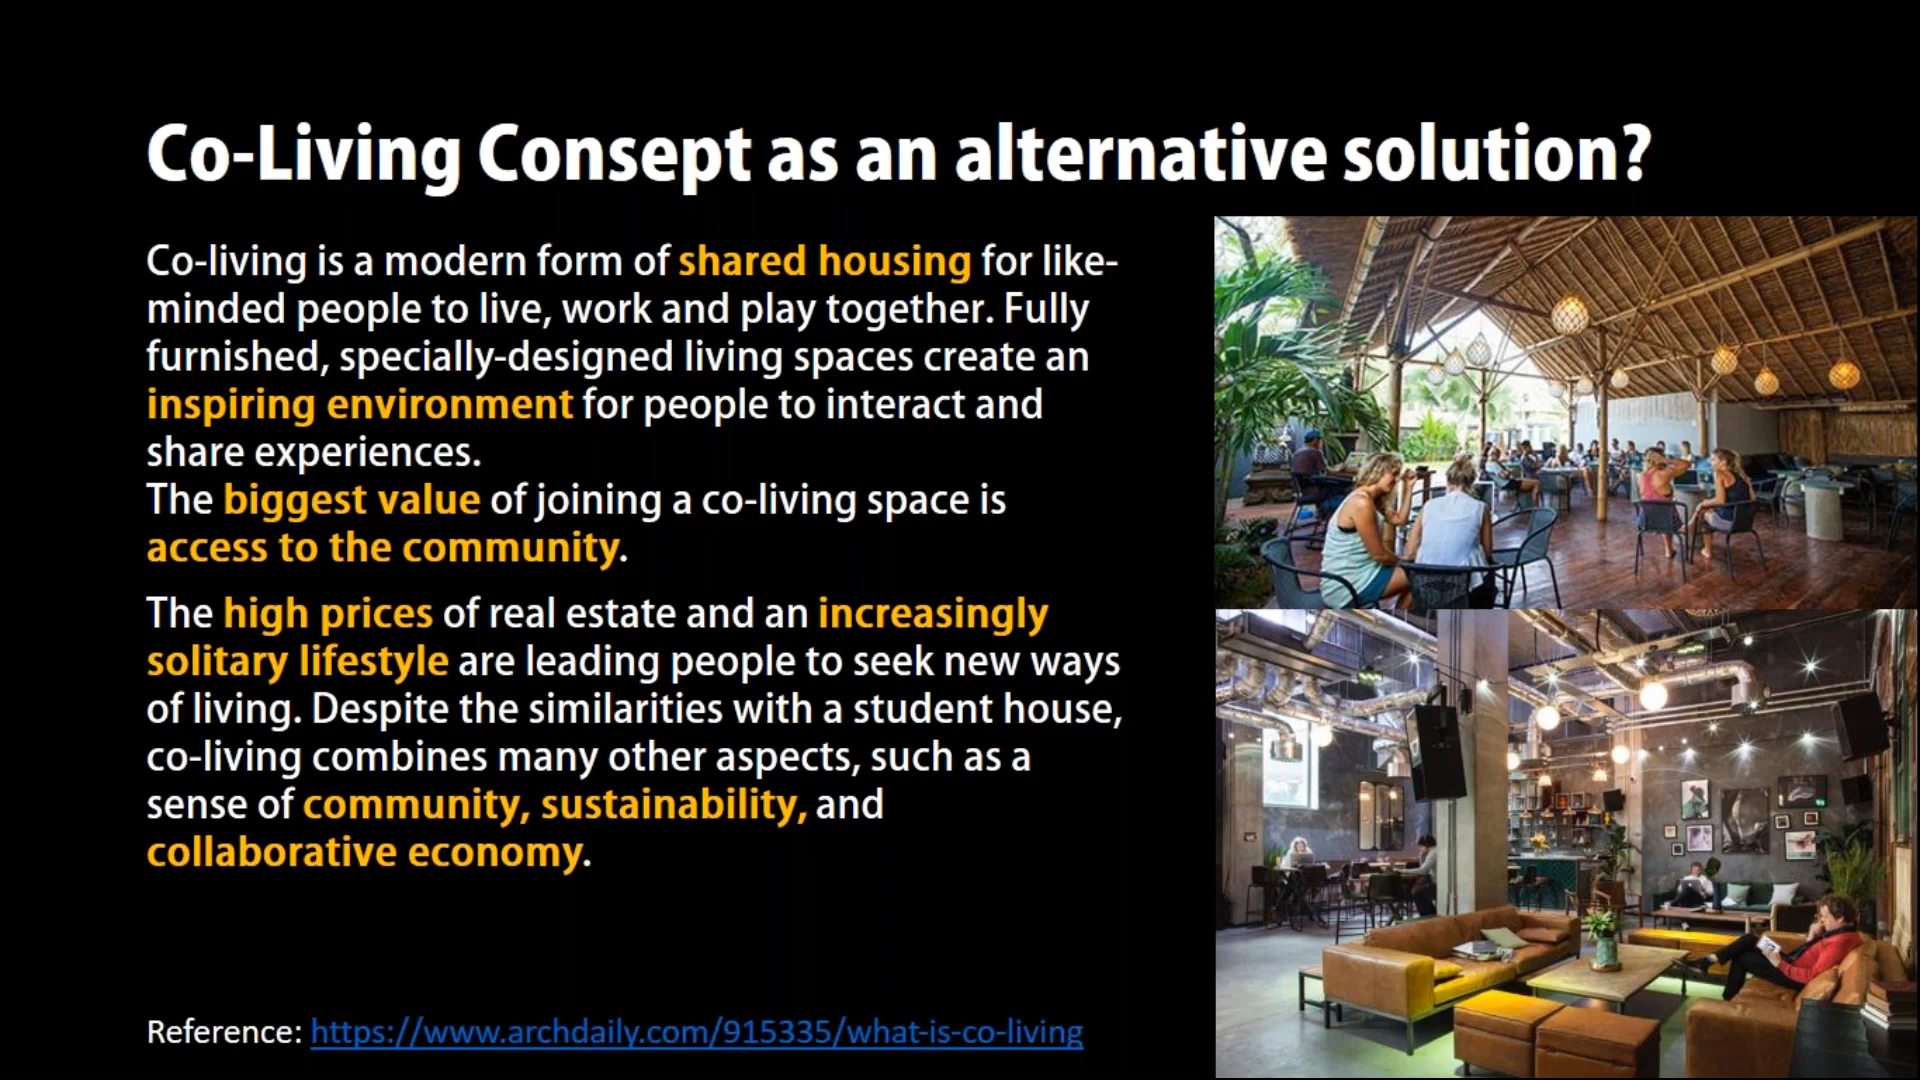 Co-Living Consept as an alternative solution?
Co-living is a modern form of shared housing for like-
minded people to live, work and play together. Fully
furnished, specially-designed living spaces create an
inspiring environment for people to interact and
share experiences.
The biggest value of joining a co-living space is
access to the community.
The high prices of real estate and an increasingly
solitary lifestyle are leading people to seek new ways
of living. Despite the similarities with a student house,
co-living combines many other aspects, such as a
sense of community, sustainability, and
collaborative economy.
Reference: https://www.archdaily.com/915335/what-is-co-living